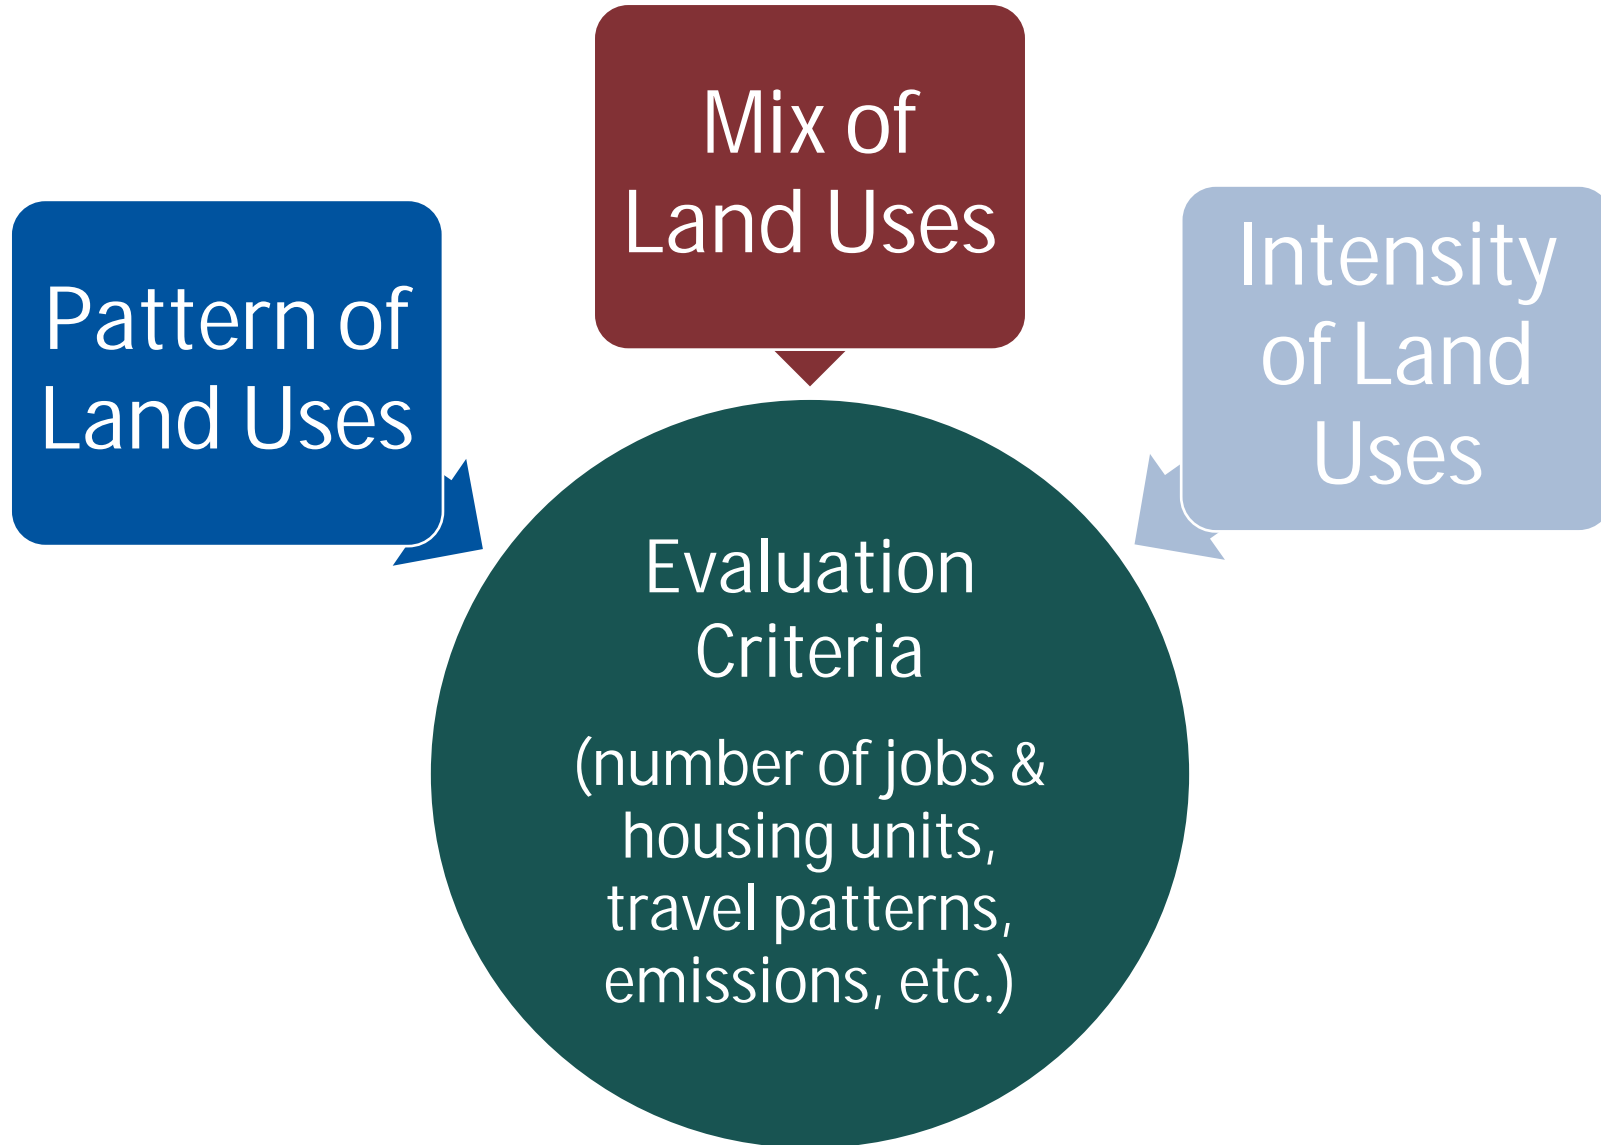 Mix of
Land Uses
Pattern of
Land Uses
Intensity
of Land
Uses
Evaluation
Criteria
(number of jobs &
housing units,
travel patterns,
emissions, etc.)